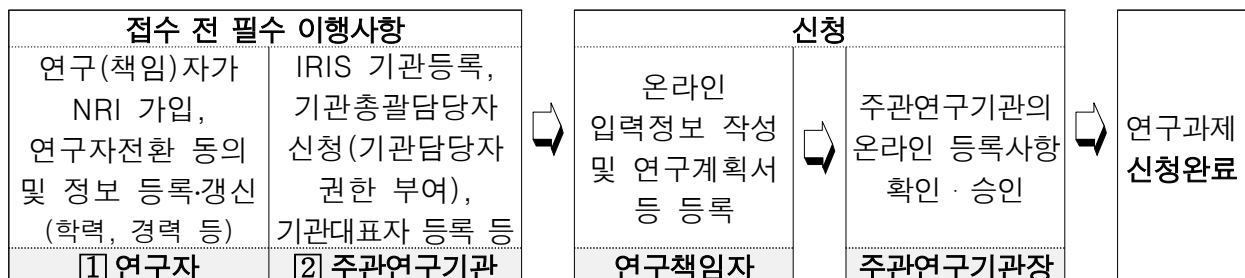 접수 전 필수 이행사항
연구(책임)자가
NRI 가입,
연구자전환 동의
및 정보 등록·갱신
(학력, 경력 등)
1 연구자
IRIS 기관등록,
기관총괄담당자
신청(기관담당자
권한 부여),
기관대표자 등록 등
2 주관연구기관
신청
온라인
입력정보 작성
및 연구계획서
등 등록
연구책임자
주관연구기관의
온라인 등록사항
확인 · 승인
주관연구기관장
연구과제
신청완료